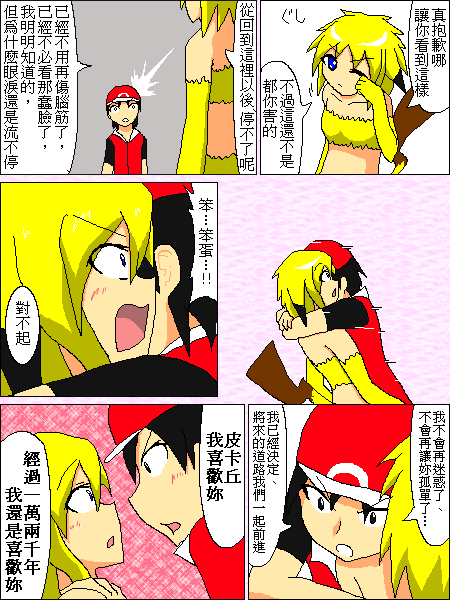 真抱歉哪
讓你看到這樣
ぐし
不過這還不是
都你害的
從回到這裡以後、停不了呢
已經不用再傷腦筋了，
已經不必看那蠢臉了，
我明明知道的，
但為什麼眼淚還是流不停
笨…笨蛋…!!
對不起
我不會再迷惑了、
不會再讓妳孤單了…
我已經決定、
將來的道路我們一起前進
皮卡丘
我喜歡妳
經過一萬兩千年
我還是喜歡妳